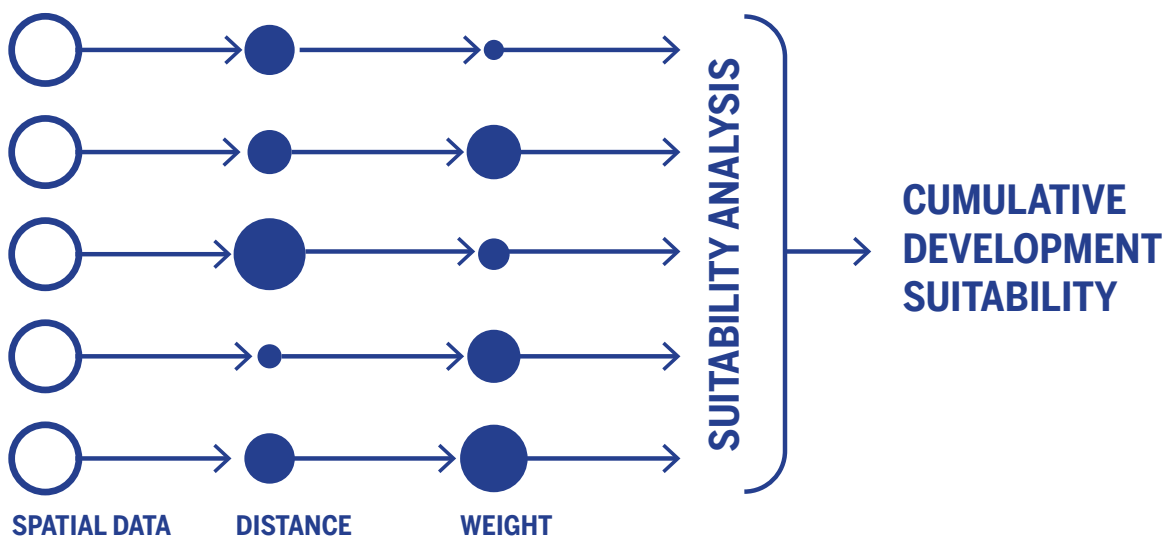 SUITABILITY ANALYSIS
CUMULATIVE
DEVELOPMENT
SUITABILITY
SPATIAL DATA
DISTANCE
WEIGHT